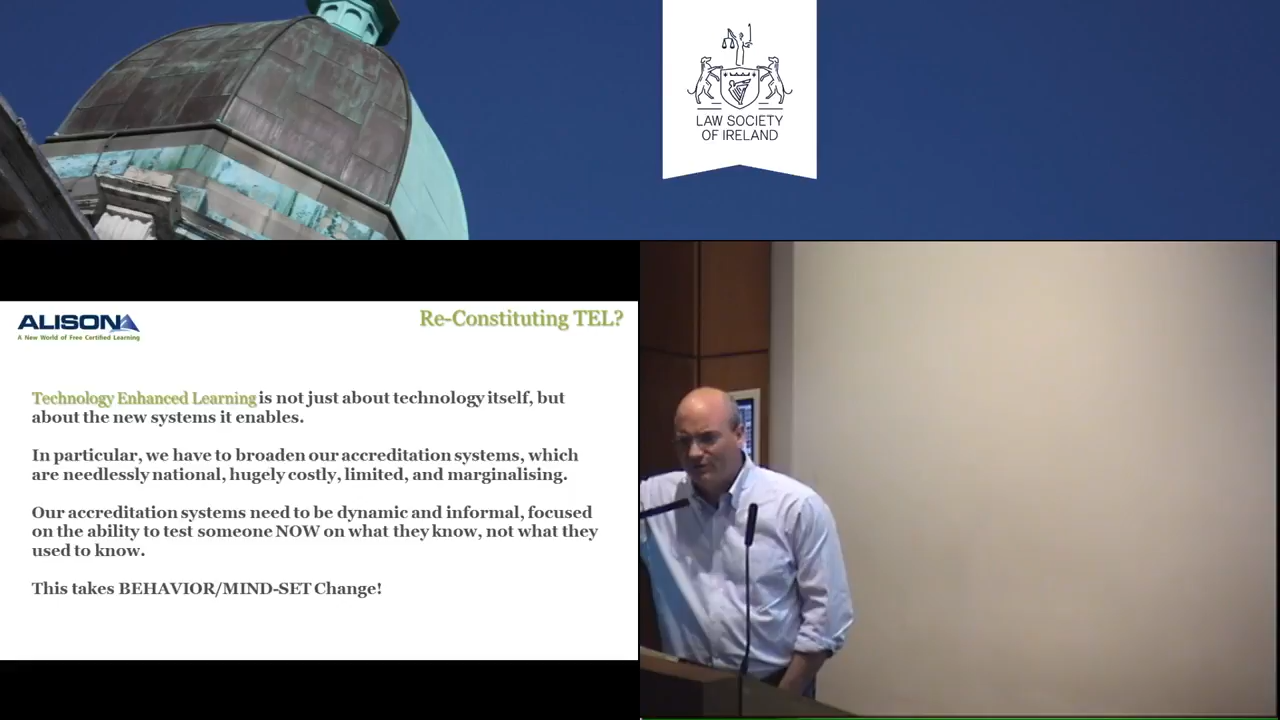 LAW SOCIETY
OF IRELAND
ALISON
A New World of Free Certified Learning
Re-Constituting TEL?
Technology Enhanced Learning is not just about technology itself, but
about the new systems it enables.
In particular, we have to broaden our accreditation systems, which
are needlessly national, hugely costly, limited, and marginalising.
Our accreditation systems need to be dynamic and informal, focused
on the ability to test someone NOW on what they know, not what they
used to know.
This takes BEHAVIOR/MIND-SET Change!